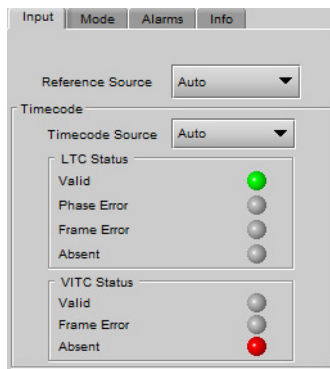 Input Mode Alarms Info
Reference Source Auto
Timecode
Timecode Source Auto
LTC Status
Valid
Phase Error
Frame Error
Absent
VITC Status
Valid
Frame Error
Absent